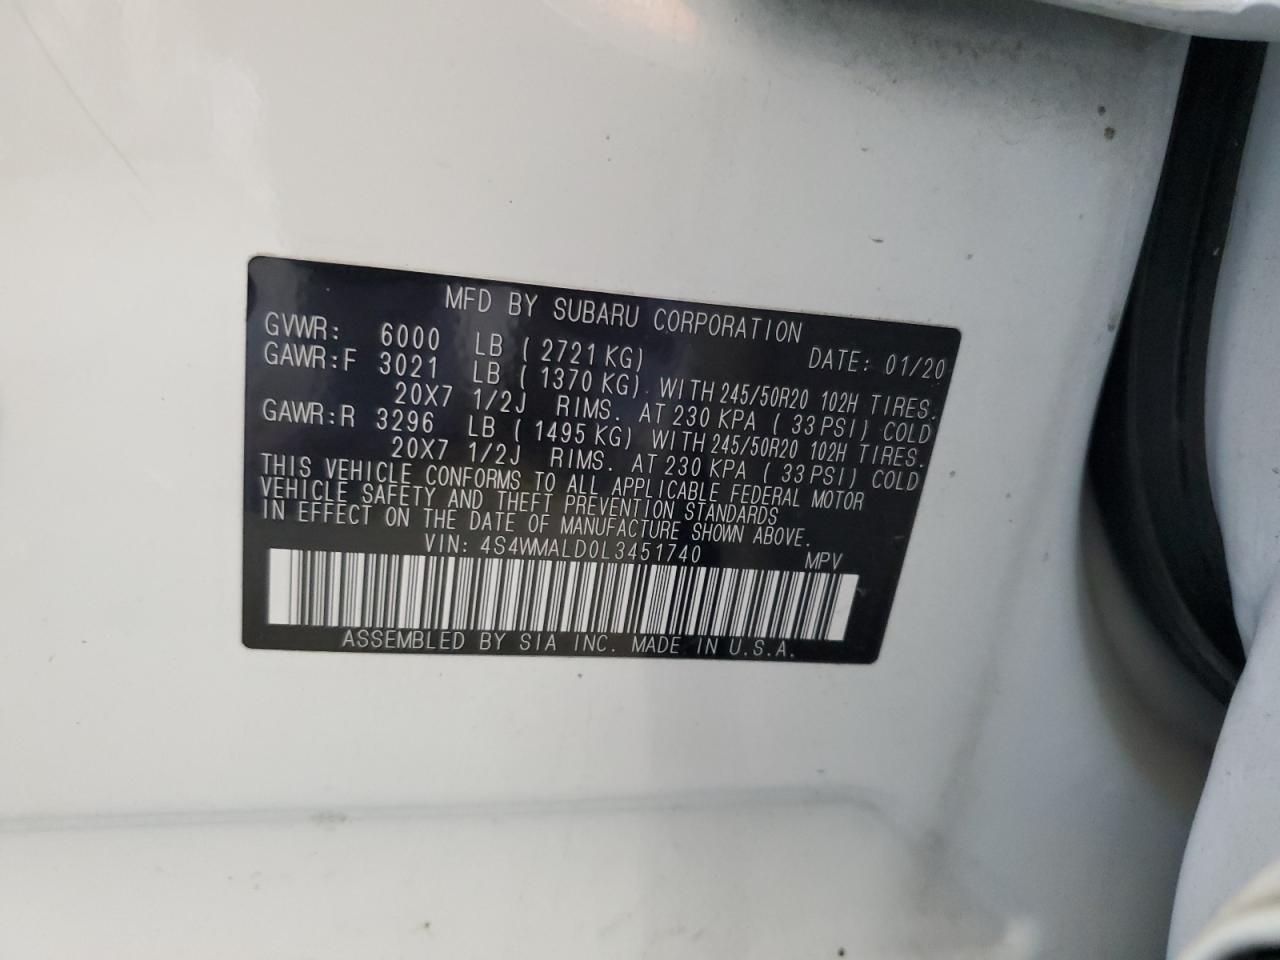 MFD BY SUBARU CORPORATION
GVWR: 6000 LB ( 2721 KG) DATE: 01/20
GAWR:F 3021 LB ( 1370 KG) WITH 245/50R20 102H TIRES.
20X7 1/2J RIMS. AT 230 KPA ( 33 PSI) COLD
GAWR:R 3296 LB ( 1495 KG) WITH 245/50R20 102H TIRES.
20X7 1/2J RIMS. AT 230 KPA ( 33 PSI) COLD
THIS VEHICLE CONFORMS TO ALL APPLICABLE FEDERAL MOTOR
VEHICLE SAFETY AND THEFT PREVENTION STANDARDS
IN EFFECT ON THE DATE OF MANUFACTURE SHOWN ABOVE.
VIN: 4S4WMALD0L3451740 MPV
ASSEMBLED BY SIA INC. MADE IN U.S.A.